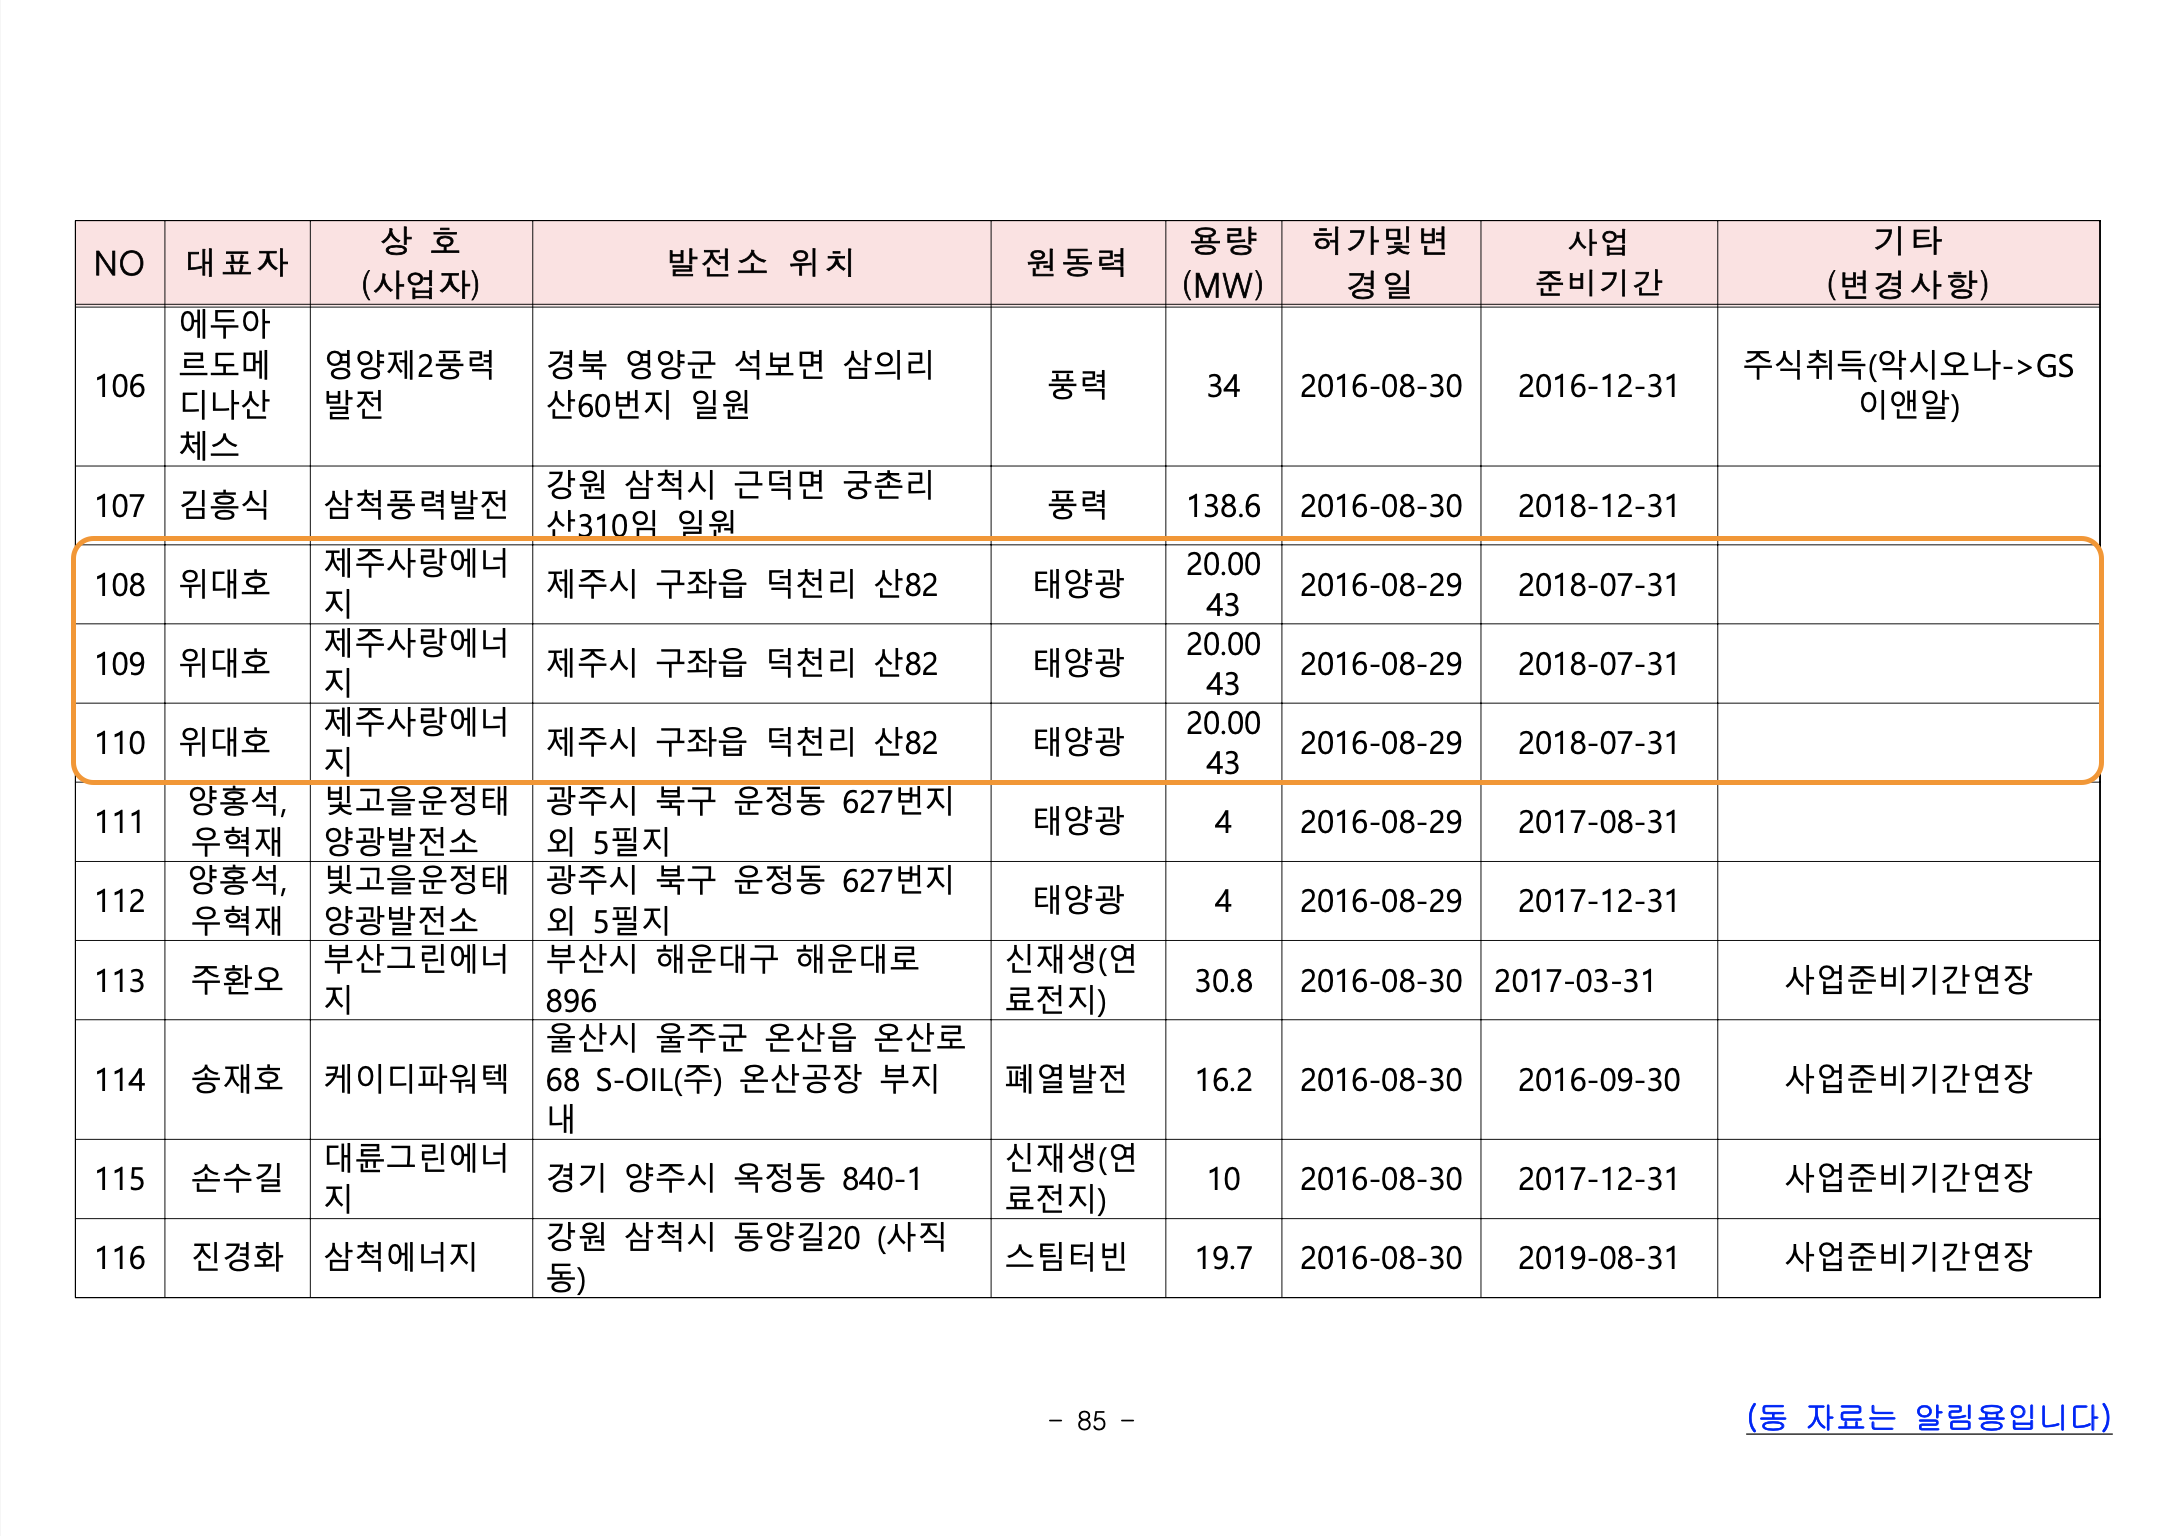 NO 대표자 상 호 (사업자) 발전소 위치 원동력 용량 (MW) 허가및변경일 사업 준비기간 기타 (변경사항)
106 에두아르도메디나산체스 영양제2풍력발전 경북 영양군 석보면 삼의리 산60번지 일원 풍력 34 2016-08-30 2016-12-31 주식취득(악시오나->GS이앤알)
107 김흥식 삼척풍력발전 강원 삼척시 근덕면 궁촌리 산310임 일원 풍력 138.6 2016-08-30 2018-12-31
108 위대호 제주사랑에너지 제주시 구좌읍 덕천리 산82 태양광 20.0043 2016-08-29 2018-07-31
109 위대호 제주사랑에너지 제주시 구좌읍 덕천리 산82 태양광 20.0043 2016-08-29 2018-07-31
110 위대호 제주사랑에너지 제주시 구좌읍 덕천리 산82 태양광 20.0043 2016-08-29 2018-07-31
111 양홍석, 우혁재 빛고을운정태양광발전소 광주시 북구 운정동 627번지 외 5필지 태양광 4 2016-08-29 2017-08-31
112 양홍석, 우혁재 빛고을운정태양광발전소 광주시 북구 운정동 627번지 외 5필지 태양광 4 2016-08-29 2017-12-31
113 주환오 부산그린에너지 부산시 해운대구 해운대로 896 신재생(연료전지) 30.8 2016-08-30 2017-03-31 사업준비기간연장
114 송재호 케이디파워텍 울산시 울주군 온산읍 온산로 68 S-OIL(주) 온산공장 부지 내 폐열발전 16.2 2016-08-30 2016-09-30 사업준비기간연장
115 손수길 대륜그린에너지 경기 양주시 옥정동 840-1 신재생(연료전지) 10 2016-08-30 2017-12-31 사업준비기간연장
116 진경화 삼척에너지 강원 삼척시 동양길20 (사직동) 스팀터빈 19.7 2016-08-30 2019-08-31 사업준비기간연장
- 85 -
(동 자료는 알림용입니다)